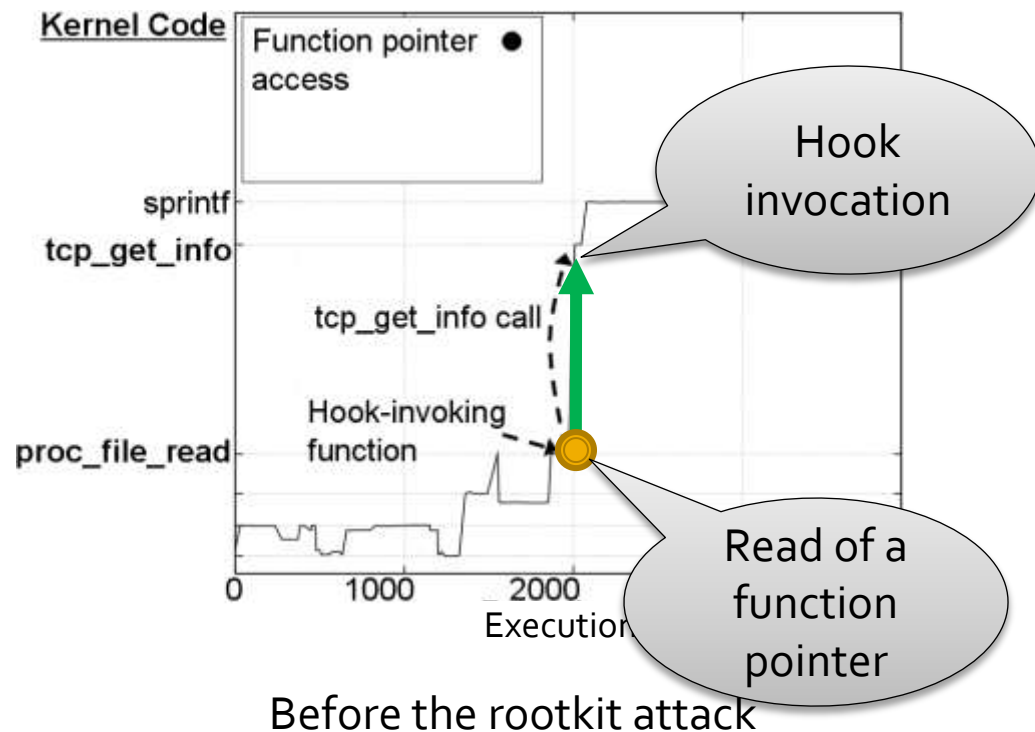 Kernel Code
Function pointer
access
Hook
invocation
sprintf
tcp_get_info
tcp_get_info call
Hook-invoking
function
proc_file_read
Read of a
function
pointer
0 1000 2000
Execution
Before the rootkit attack